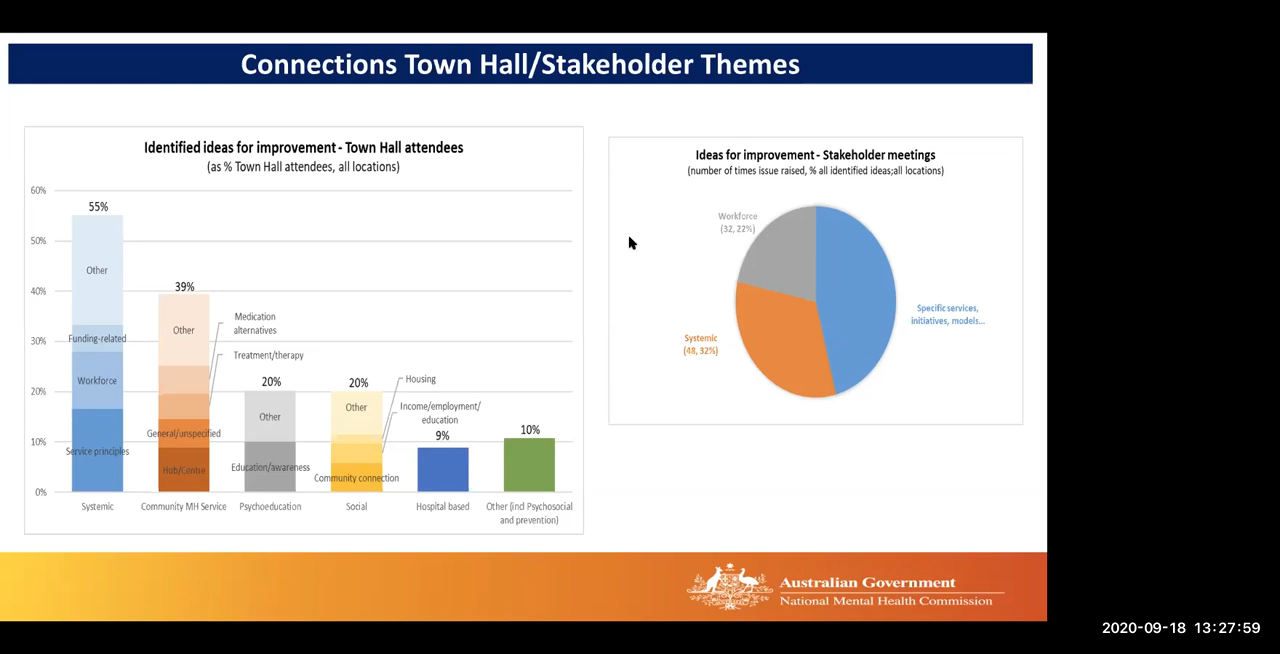 Connections Town Hall/Stakeholder Themes
Identified ideas for improvement - Town Hall attendees
(as % Town Hall attendees, all locations)
60%
50%
40%
30%
20%
10%
0%
55%
Other
Funding-related
Workforce
Service principles
39%
Other
Medication
alternatives
Treatment/therapy
General/unspecified
Hub/Centre
20%
Other
Education/awareness
20%
Other
Housing
Income/employment/
education
Community connection
9%
10%
Systemic
Community MH Service
Psychoeducation
Social
Hospital based
Other (incl Psychosocial
and prevention)
Ideas for improvement - Stakeholder meetings
(number of times issue raised, % all identified ideas;all locations)
Workforce
(32, 22%)
Specific services,
initiatives, models...
Systemic
(48, 32%)
Australian Government
National Mental Health Commission
2020-09-18 13:27:59